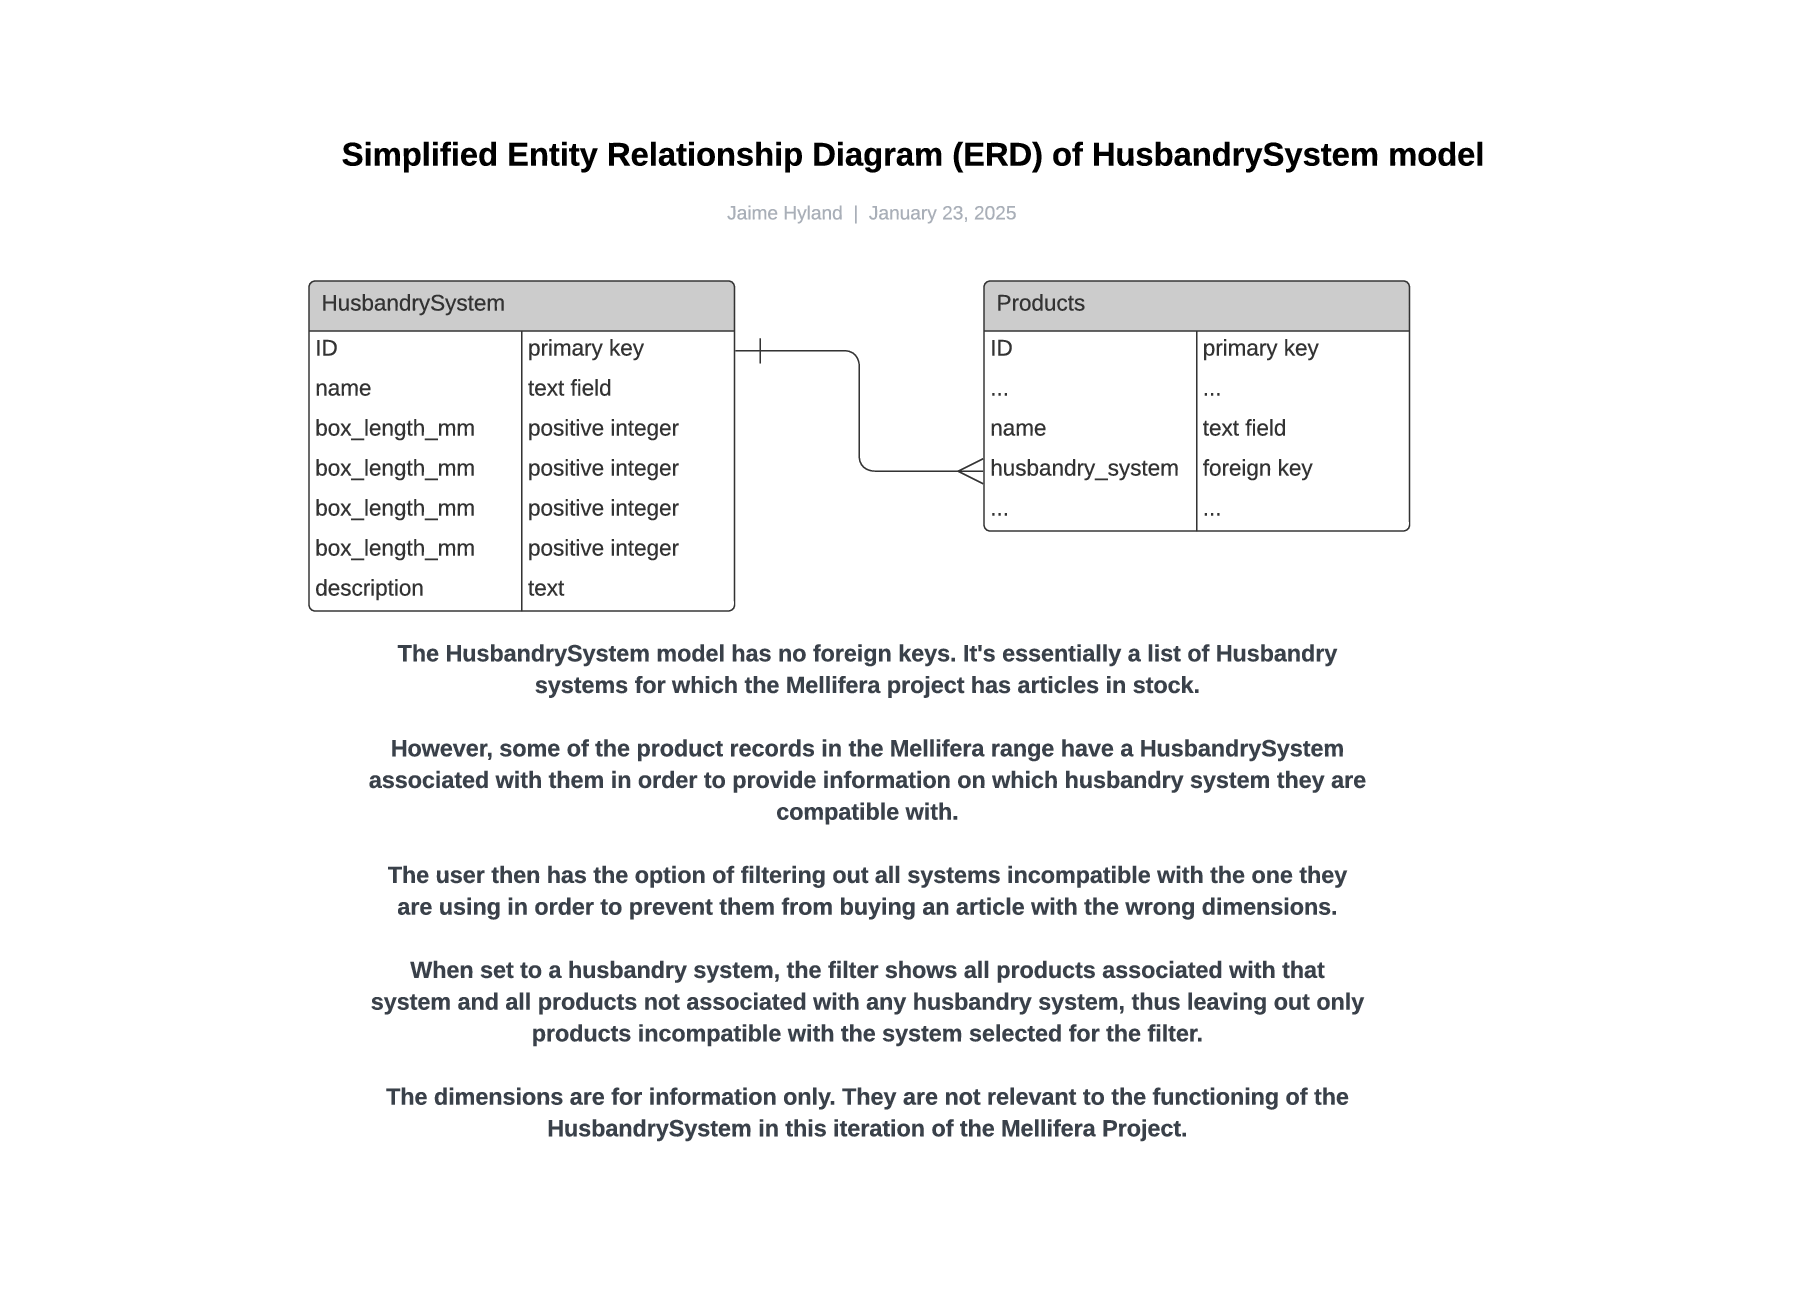 Simplified Entity Relationship Diagram (ERD) of HusbandrySystem model
Jaime Hyland | January 23, 2025
HusbandrySystem
ID primary key
name text field
box_length_mm positive integer
box_length_mm positive integer
box_length_mm positive integer
box_length_mm positive integer
description text
Products
ID primary key
... ...
name text field
husbandry_system foreign key
... ...
The HusbandrySystem model has no foreign keys. It's essentially a list of Husbandry
systems for which the Mellifera project has articles in stock.
However, some of the product records in the Mellifera range have a HusbandrySystem
associated with them in order to provide information on which husbandry system they are
compatible with.
The user then has the option of filtering out all systems incompatible with the one they
are using in order to prevent them from buying an article with the wrong dimensions.
When set to a husbandry system, the filter shows all products associated with that
system and all products not associated with any husbandry system, thus leaving out only
products incompatible with the system selected for the filter.
The dimensions are for information only. They are not relevant to the functioning of the
HusbandrySystem in this iteration of the Mellifera Project.